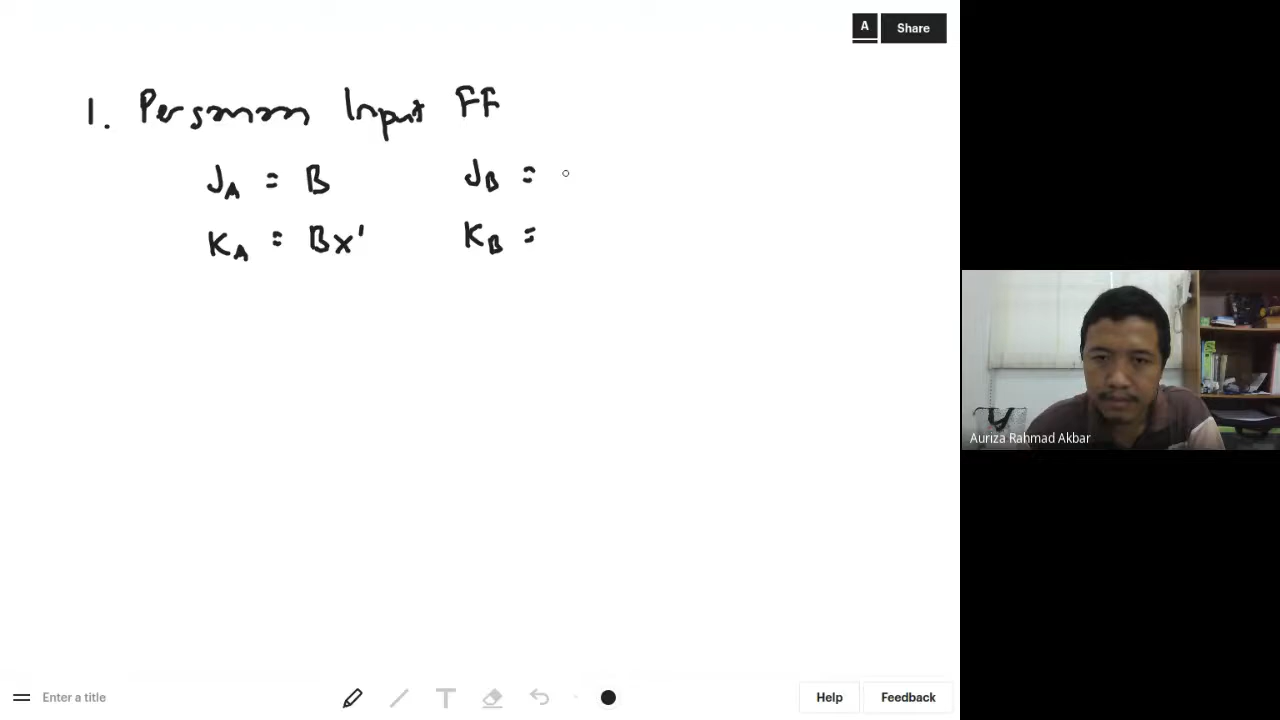 A Share
1. Persamaan Input FF
J_A = B J_B =
K_A = Bx' K_B =
Auriza Rahmad Akbar
Enter a title T Help Feedback